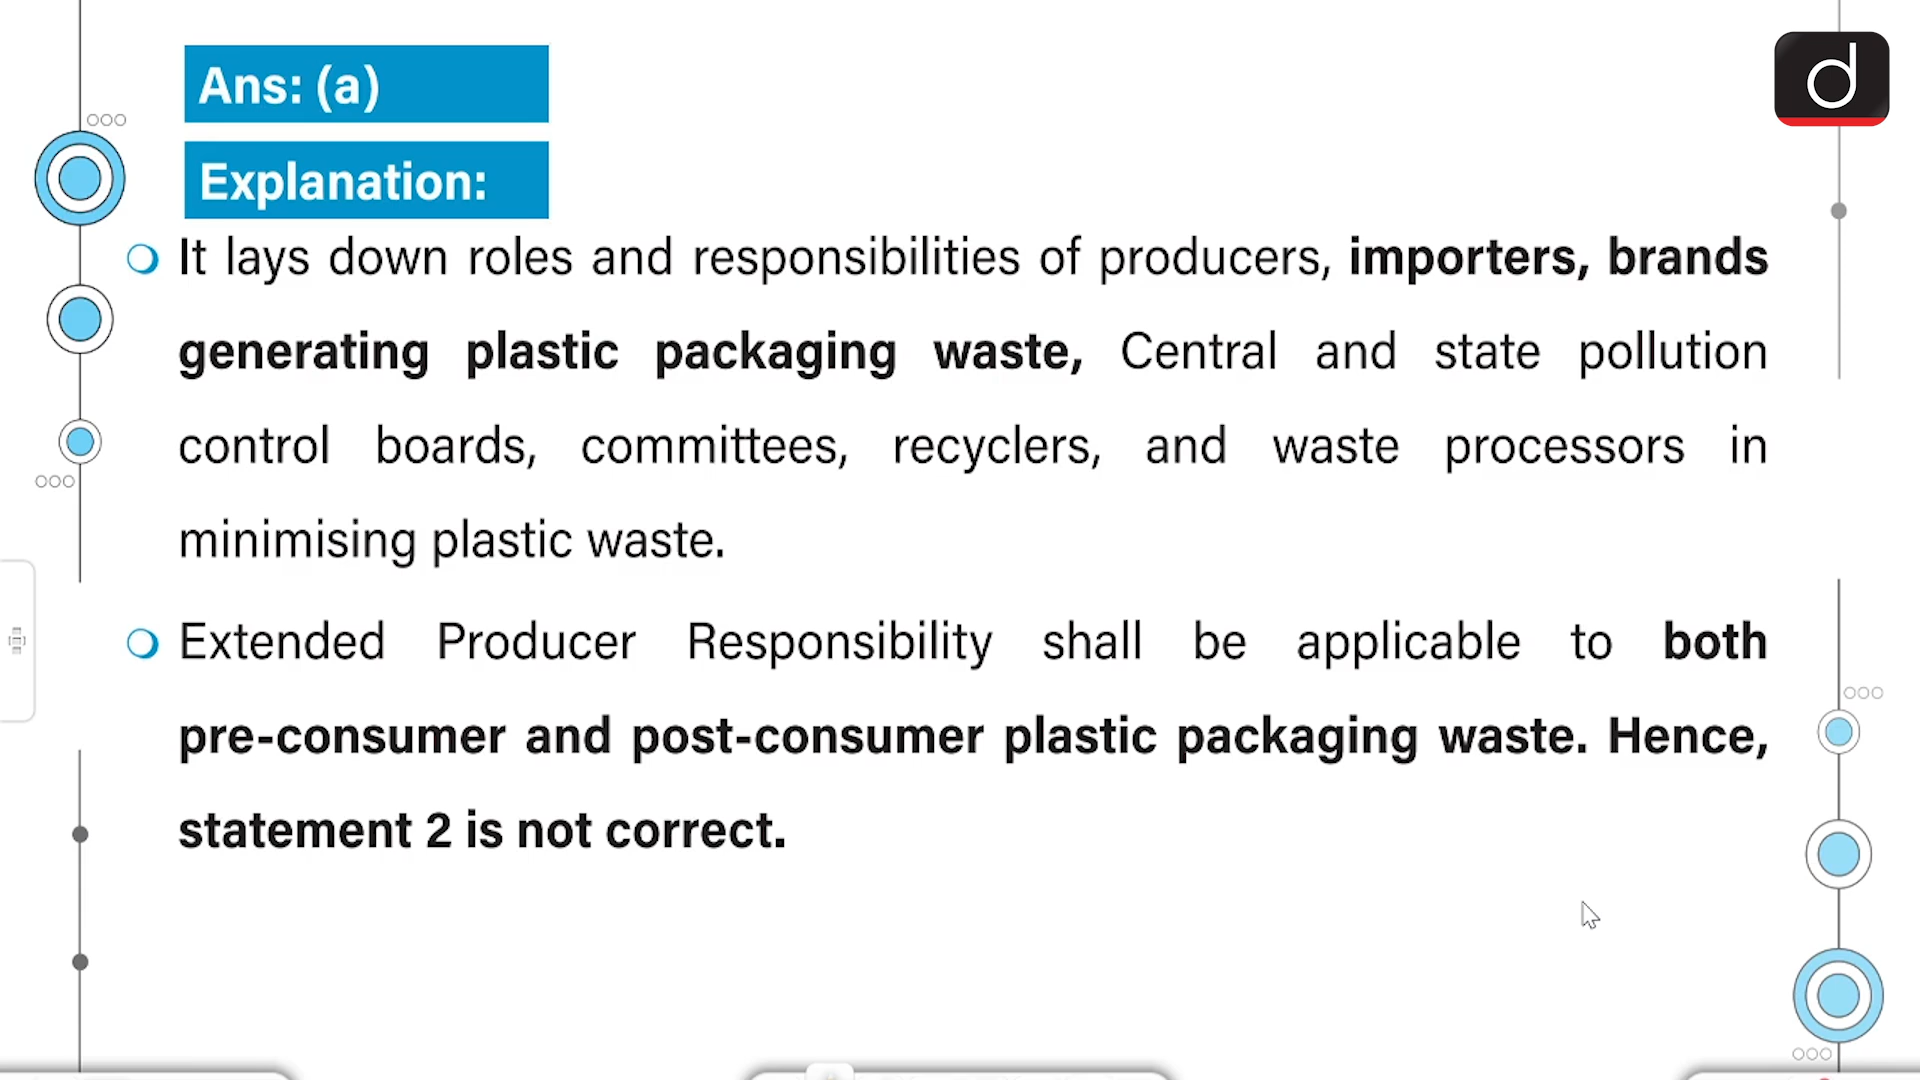 Ans: (a)
d
Explanation:
It lays down roles and responsibilities of producers, importers, brands
generating plastic packaging waste, Central and state pollution
control boards, committees, recyclers, and waste processors in
minimising plastic waste.
Extended Producer Responsibility shall be applicable to both
pre-consumer and post-consumer plastic packaging waste. Hence,
statement 2 is not correct.